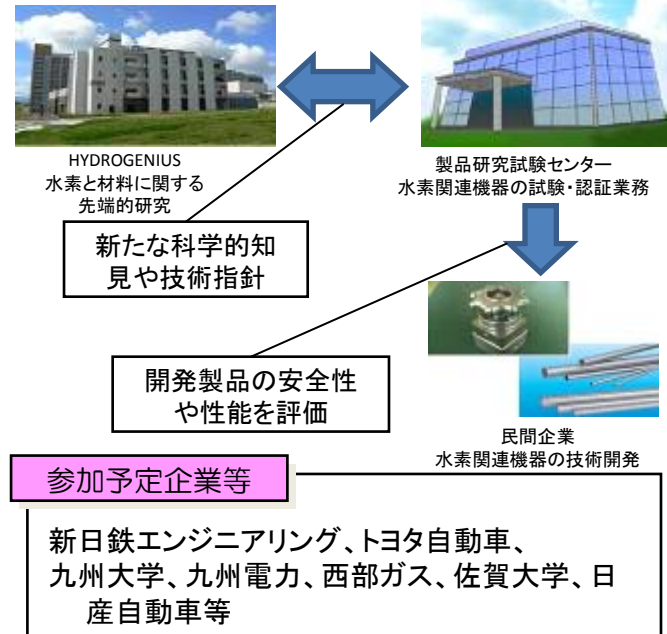 HYDROGENIUS
水素と材料に関する
先端的研究
製品研究試験センター
水素関連機器の試験・認証業務
新たな科学的知
見や技術指針
開発製品の安全性
や性能を評価
民間企業
水素関連機器の技術開発
参加予定企業等
新日鉄エンジニアリング、トヨタ自動車、
九州大学、九州電力、西部ガス、佐賀大学、日
産自動車等